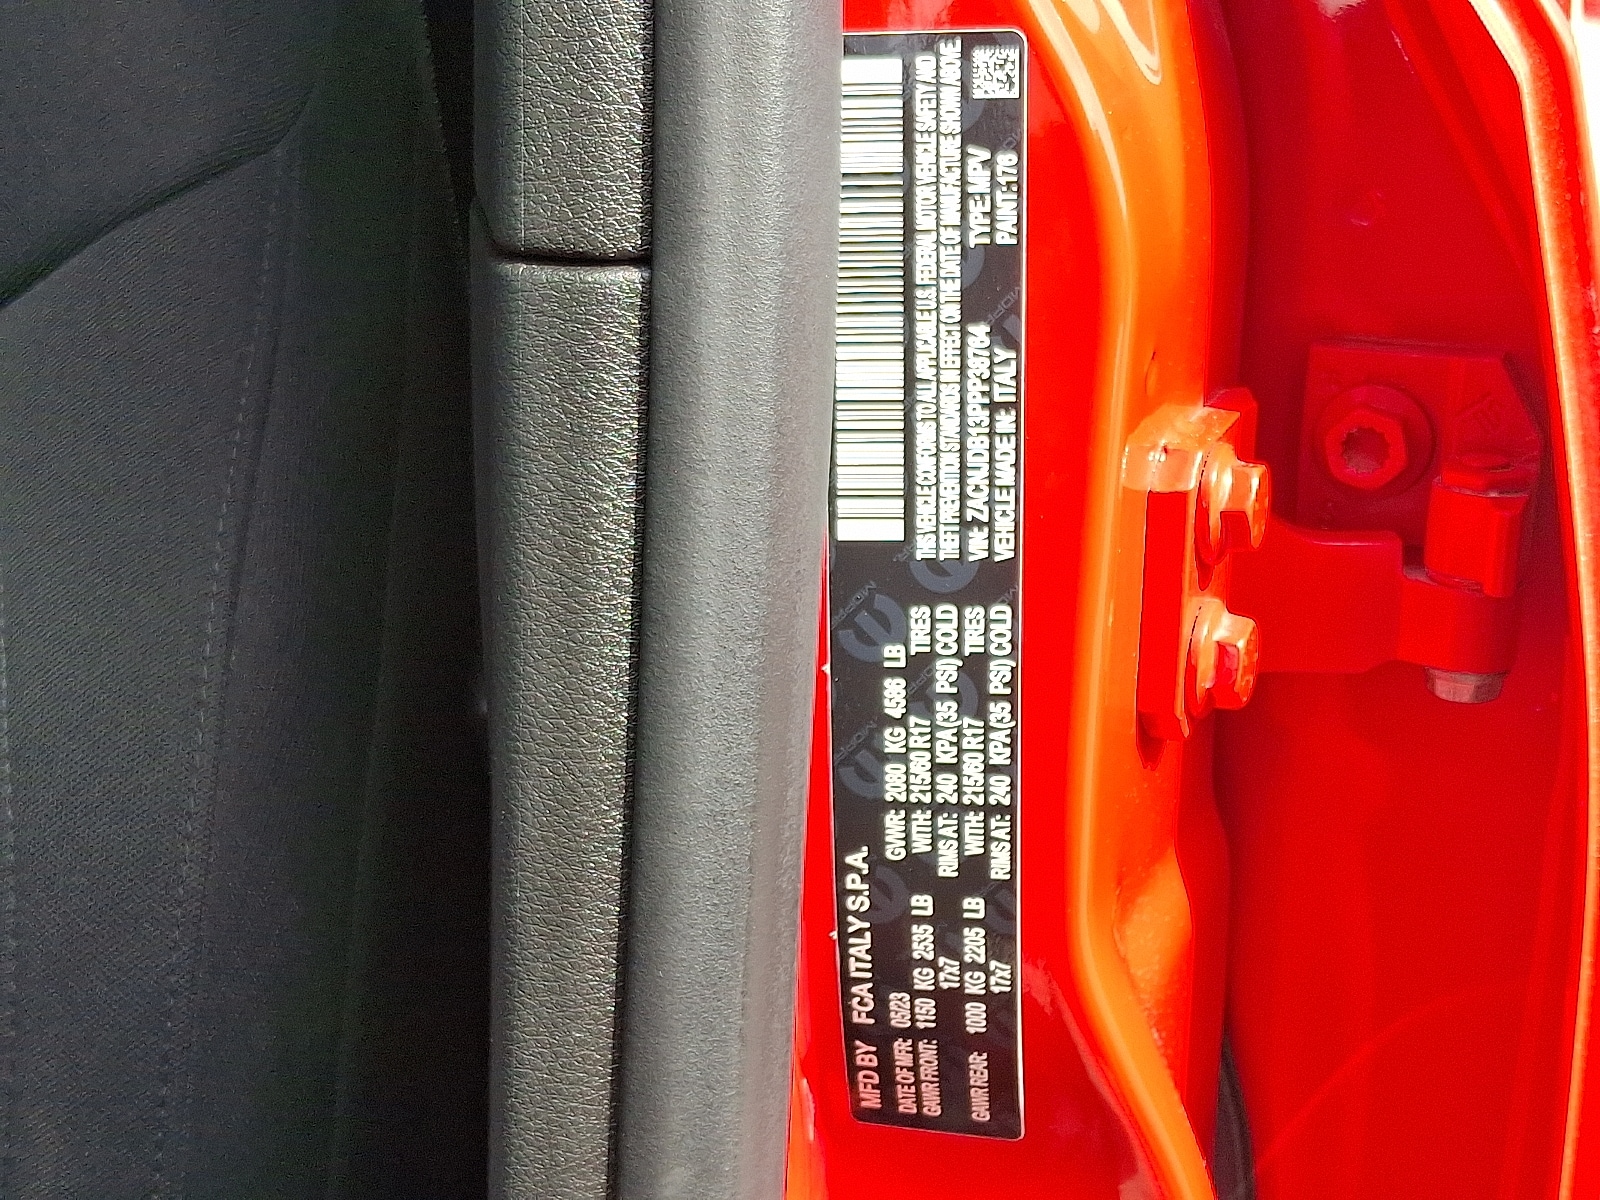 MFD BY FCA ITALY S.P.A.
DATE OF MFR: 05/23 GVWR: 2080 KG 4586 LB
GAWR FRONT: 1150 KG 2535 LB WITH: 215/60 R17 TIRES
17x7 RIMS AT: 240 KPA(35 PSI) COLD
GAWR REAR: 1000 KG 2205 LB WITH: 215/60 R17 TIRES
17x7 RIMS AT: 240 KPA(35 PSI) COLD
THIS VEHICLE CONFORMS TO ALL APPLICABLE U.S. FEDERAL MOTOR VEHICLE SAFETY AND
THEFT PREVENTION STANDARDS IN EFFECT ON THE DATE OF MANUFACTURE SHOWN ABOVE.
VIN: ZACNJDB13PPP39764 TYPE: MPV
VEHICLE MADE IN: ITALY PAINT: 176
MOPAR